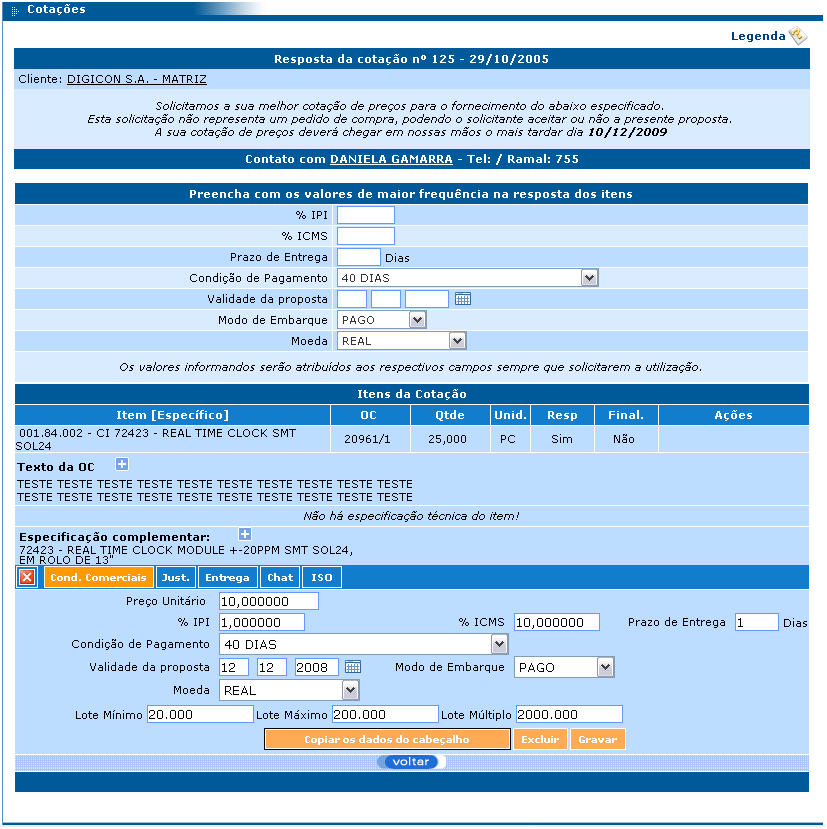 Cotações
Legenda
Resposta da cotação nº 125 - 29/10/2005
Cliente: DIGICON S.A. - MATRIZ
Solicitamos a sua melhor cotação de preços para o fornecimento do abaixo especificado.
Esta solicitação não representa um pedido de compra, podendo o solicitante aceitar ou não a presente proposta.
A sua cotação de preços deverá chegar em nossas mãos o mais tardar dia 10/12/2009
Contato com DANIELA GAMARRA - Tel: / Ramal: 755
Preencha com os valores de maior frequência na resposta dos itens
% IPI
% ICMS
Prazo de Entrega Dias
Condição de Pagamento 40 DIAS
Validade da proposta
Modo de Embarque PAGO
Moeda REAL
Os valores informandos serão atribuídos aos respectivos campos sempre que solicitarem a utilização.
Itens da Cotação
Item [Específico] OC Qtde Unid. Resp Final. Ações
001.84.002 - CI 72423 - REAL TIME CLOCK SMT
SOL24 20961/1 25,000 PC Sim Não
Texto da OC
TESTE TESTE TESTE TESTE TESTE TESTE TESTE TESTE TESTE TESTE
TESTE TESTE TESTE TESTE TESTE TESTE TESTE TESTE TESTE TESTE
Não há especificação técnica do item!
Especificação complementar:
72423 - REAL TIME CLOCK MODULE +-20PPM SMT SOL24,
EM ROLO DE 13"
Cond. Comerciais Just. Entrega Chat ISO
Preço Unitário 10,000000
% IPI 1,000000 % ICMS 10,000000 Prazo de Entrega 1 Dias
Condição de Pagamento 40 DIAS
Validade da proposta 12 12 2008 Modo de Embarque PAGO
Moeda REAL
Lote Mínimo 20.000 Lote Máximo 200.000 Lote Múltiplo 2000.000
Copiar os dados do cabeçalho Excluir Gravar
voltar